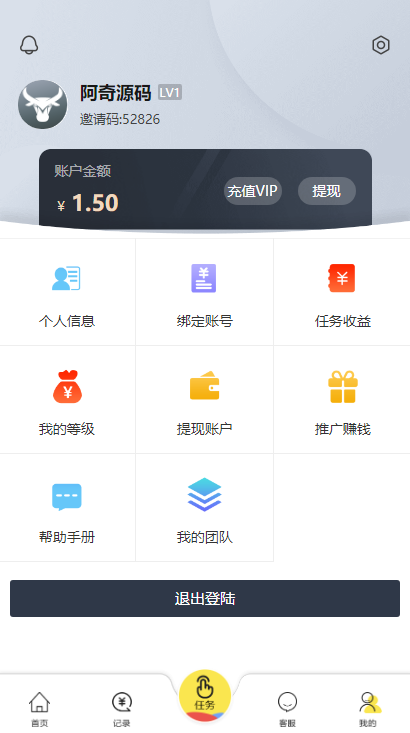 阿奇源码 LV1
邀请码:52826
账户金额
¥ 1.50
充值VIP 提现
个人信息 绑定账号 任务收益
我的等级 提现账户 推广赚钱
帮助手册 我的团队
退出登陆
首页 记录 任务 客服 我的